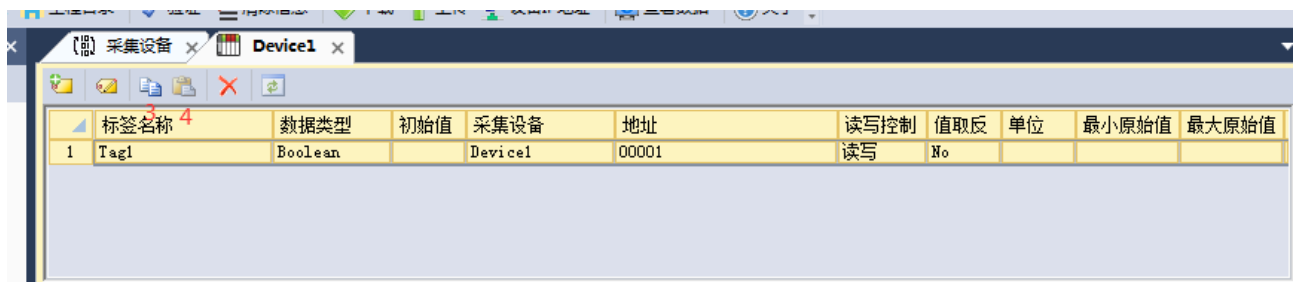 采集设备 Device1
3 4
标签名称 数据类型 初始值 采集设备 地址 读写控制 值取反 单位 最小原始值 最大原始值
1 Tag1 Boolean Device1 00001 读写 No